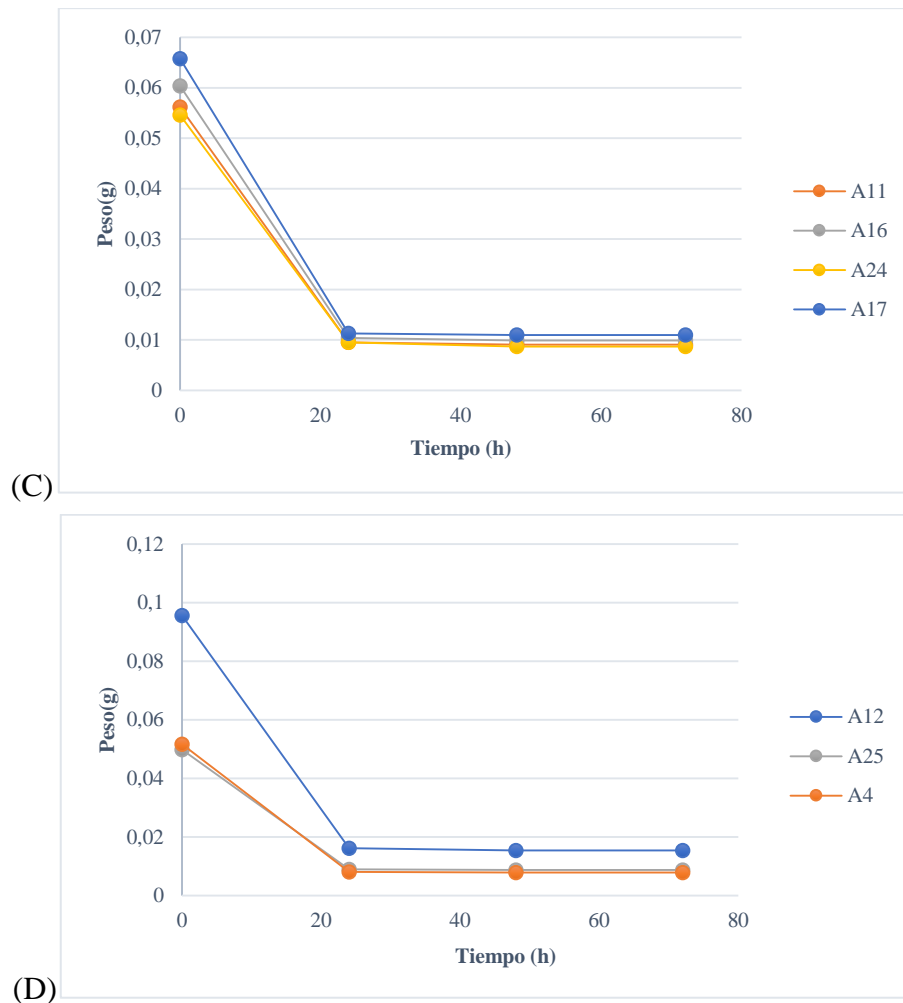 0,07
0,06
0,05
0,04
0,03
0,02
0,01
0
0 20 40 60 80
Peso(g)
Tiempo (h)
A11
A16
A24
A17
(C)
0,12
0,1
0,08
0,06
0,04
0,02
0
0 20 40 60 80
Peso(g)
Tiempo (h)
A12
A25
A4
(D)